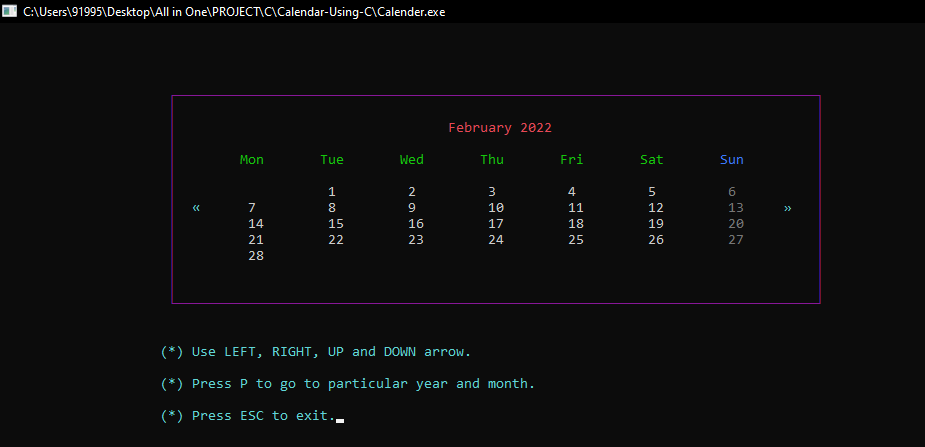 C:\Users\91995\Desktop\All in One\PROJECT\C\Calendar-Using-C\Calender.exe
February 2022
Mon Tue Wed Thu Fri Sat Sun
1 2 3 4 5 6
« 7 8 9 10 11 12 13 »
14 15 16 17 18 19 20
21 22 23 24 25 26 27
28
(*) Use LEFT, RIGHT, UP and DOWN arrow.
(*) Press P to go to particular year and month.
(*) Press ESC to exit.